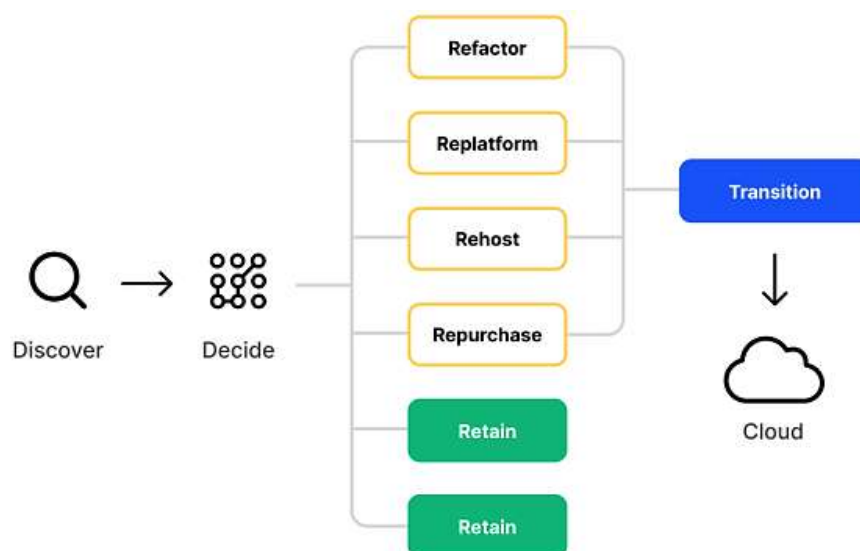 Refactor
Replatform
Rehost
Repurchase
Retain
Retain
Discover
Decide
Transition
Cloud